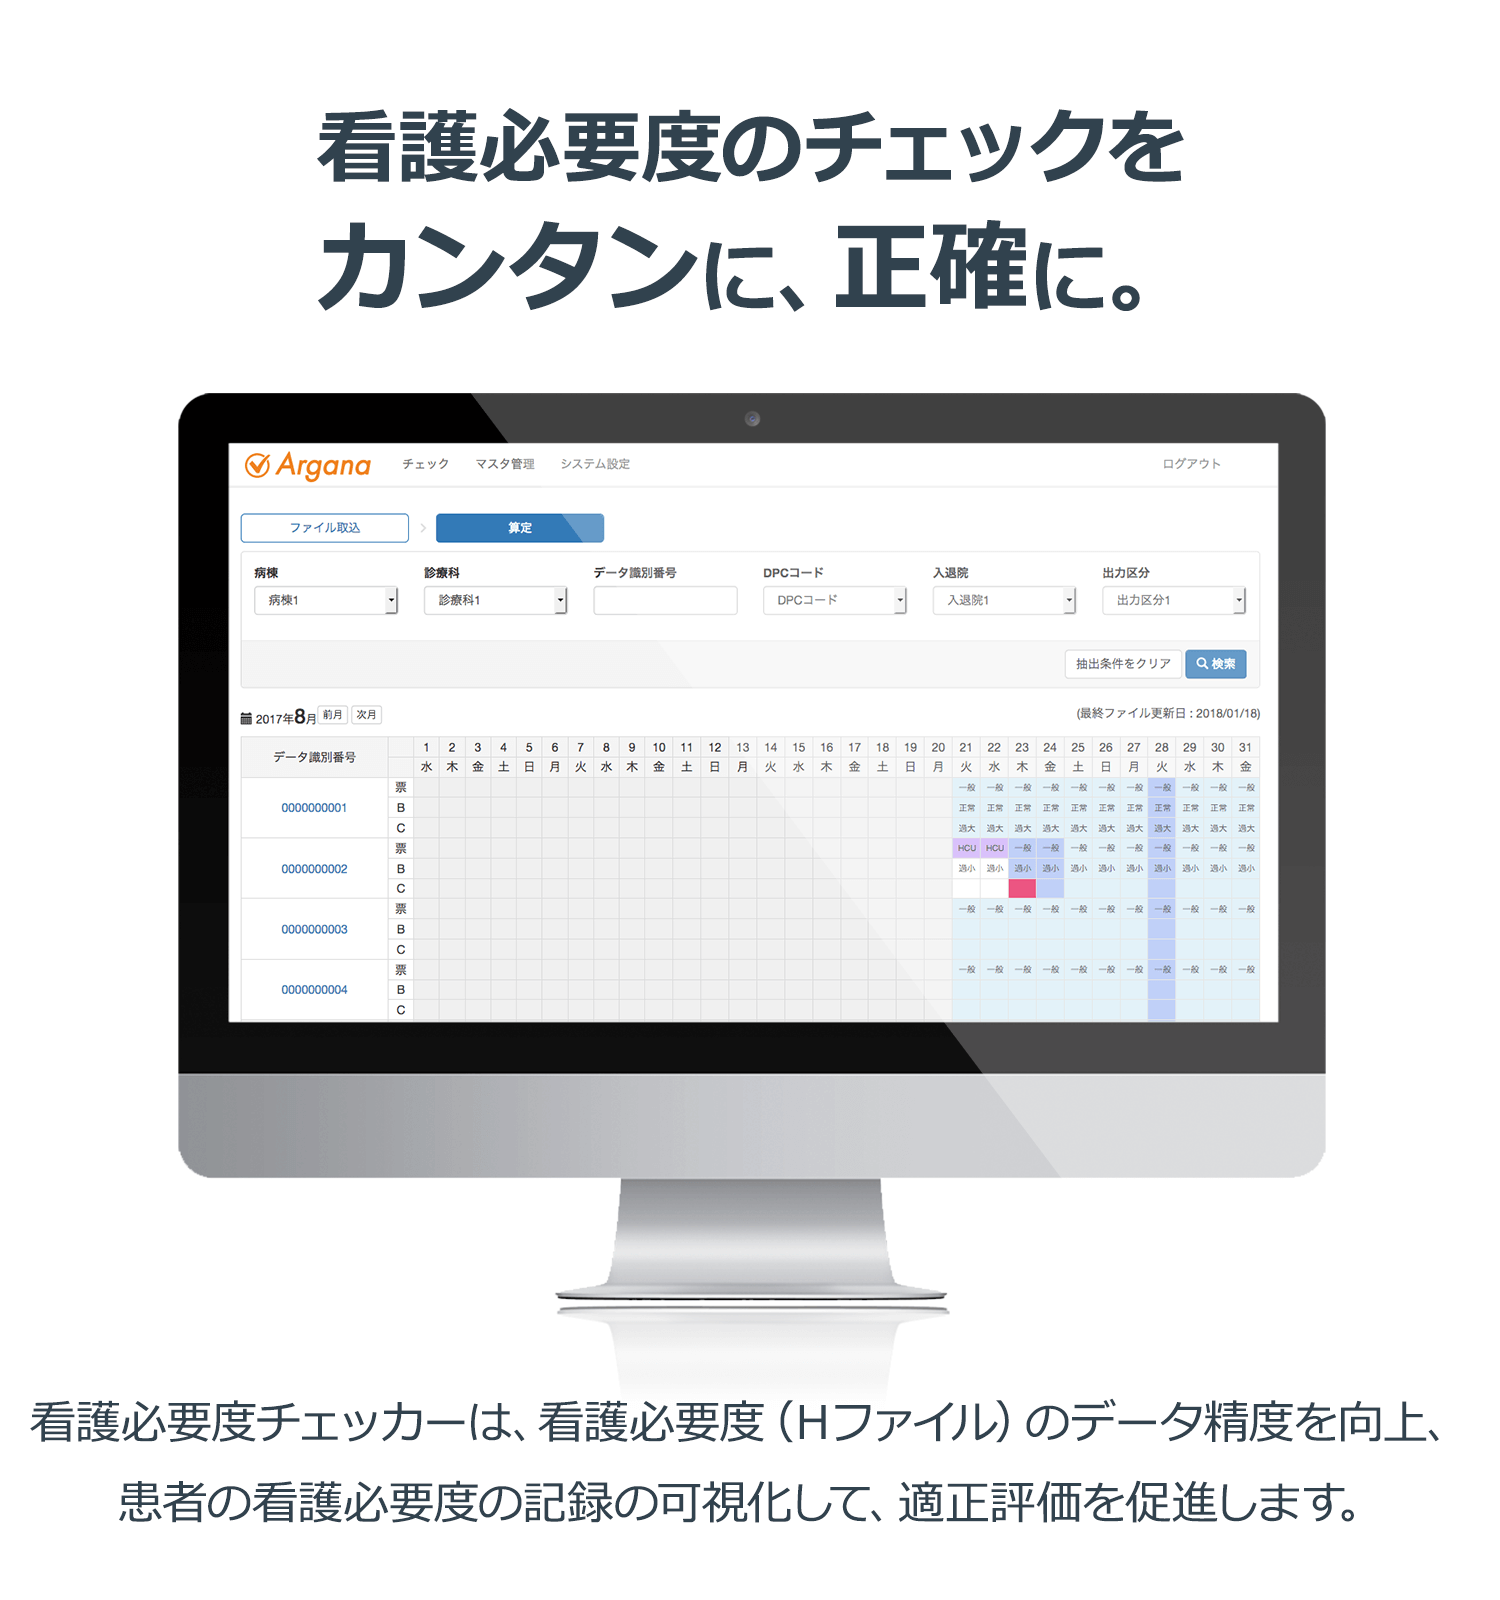 看護必要度のチェックを
カンタンに、正確に。
Argana チェック マスタ管理 システム設定 ログアウト
ファイル取込 算定
病棟 診療科 データ識別番号 DPCコード 入退院 出力区分
病棟1 診療科1 DPCコード 入退院1 出力区分1
抽出条件をクリア 検索
2017年8月 前月 次月 (最終ファイル更新日 : 2018/01/18)
データ識別番号 1 2 3 4 5 6 7 8 9 10 11 12 13 14 15 16 17 18 19 20 21 22 23 24 25 26 27 28 29 30 31
水 木 金 土 日 月 火 水 木 金 土 日 月 火 水 木 金 土 日 月 火 水 木 金 土 日 月 火 水 木 金
0000000001
票 一般 一般 一般 一般 一般 一般 一般 一般 一般 一般 一般
B 正常 正常 正常 正常 正常 正常 正常 正常 正常 正常 正常
C 過大 過大 過大 過大 過大 過大 過大 過大 過大 過大 過大
0000000002
票 HCU HCU 一般 一般 一般 一般 一般 一般 一般 一般 一般
B 過小 過小 過小 過小 過小 過小 過小 過小 過小 過小 過小
C
0000000003
票 一般 一般 一般 一般 一般 一般 一般 一般 一般 一般 一般
B
C
0000000004
票 一般 一般 一般 一般 一般 一般 一般 一般 一般 一般 一般
B
C
看護必要度チェッカーは、看護必要度（Hファイル）のデータ精度を向上、
患者の看護必要度の記録の可視化して、適正評価を促進します。